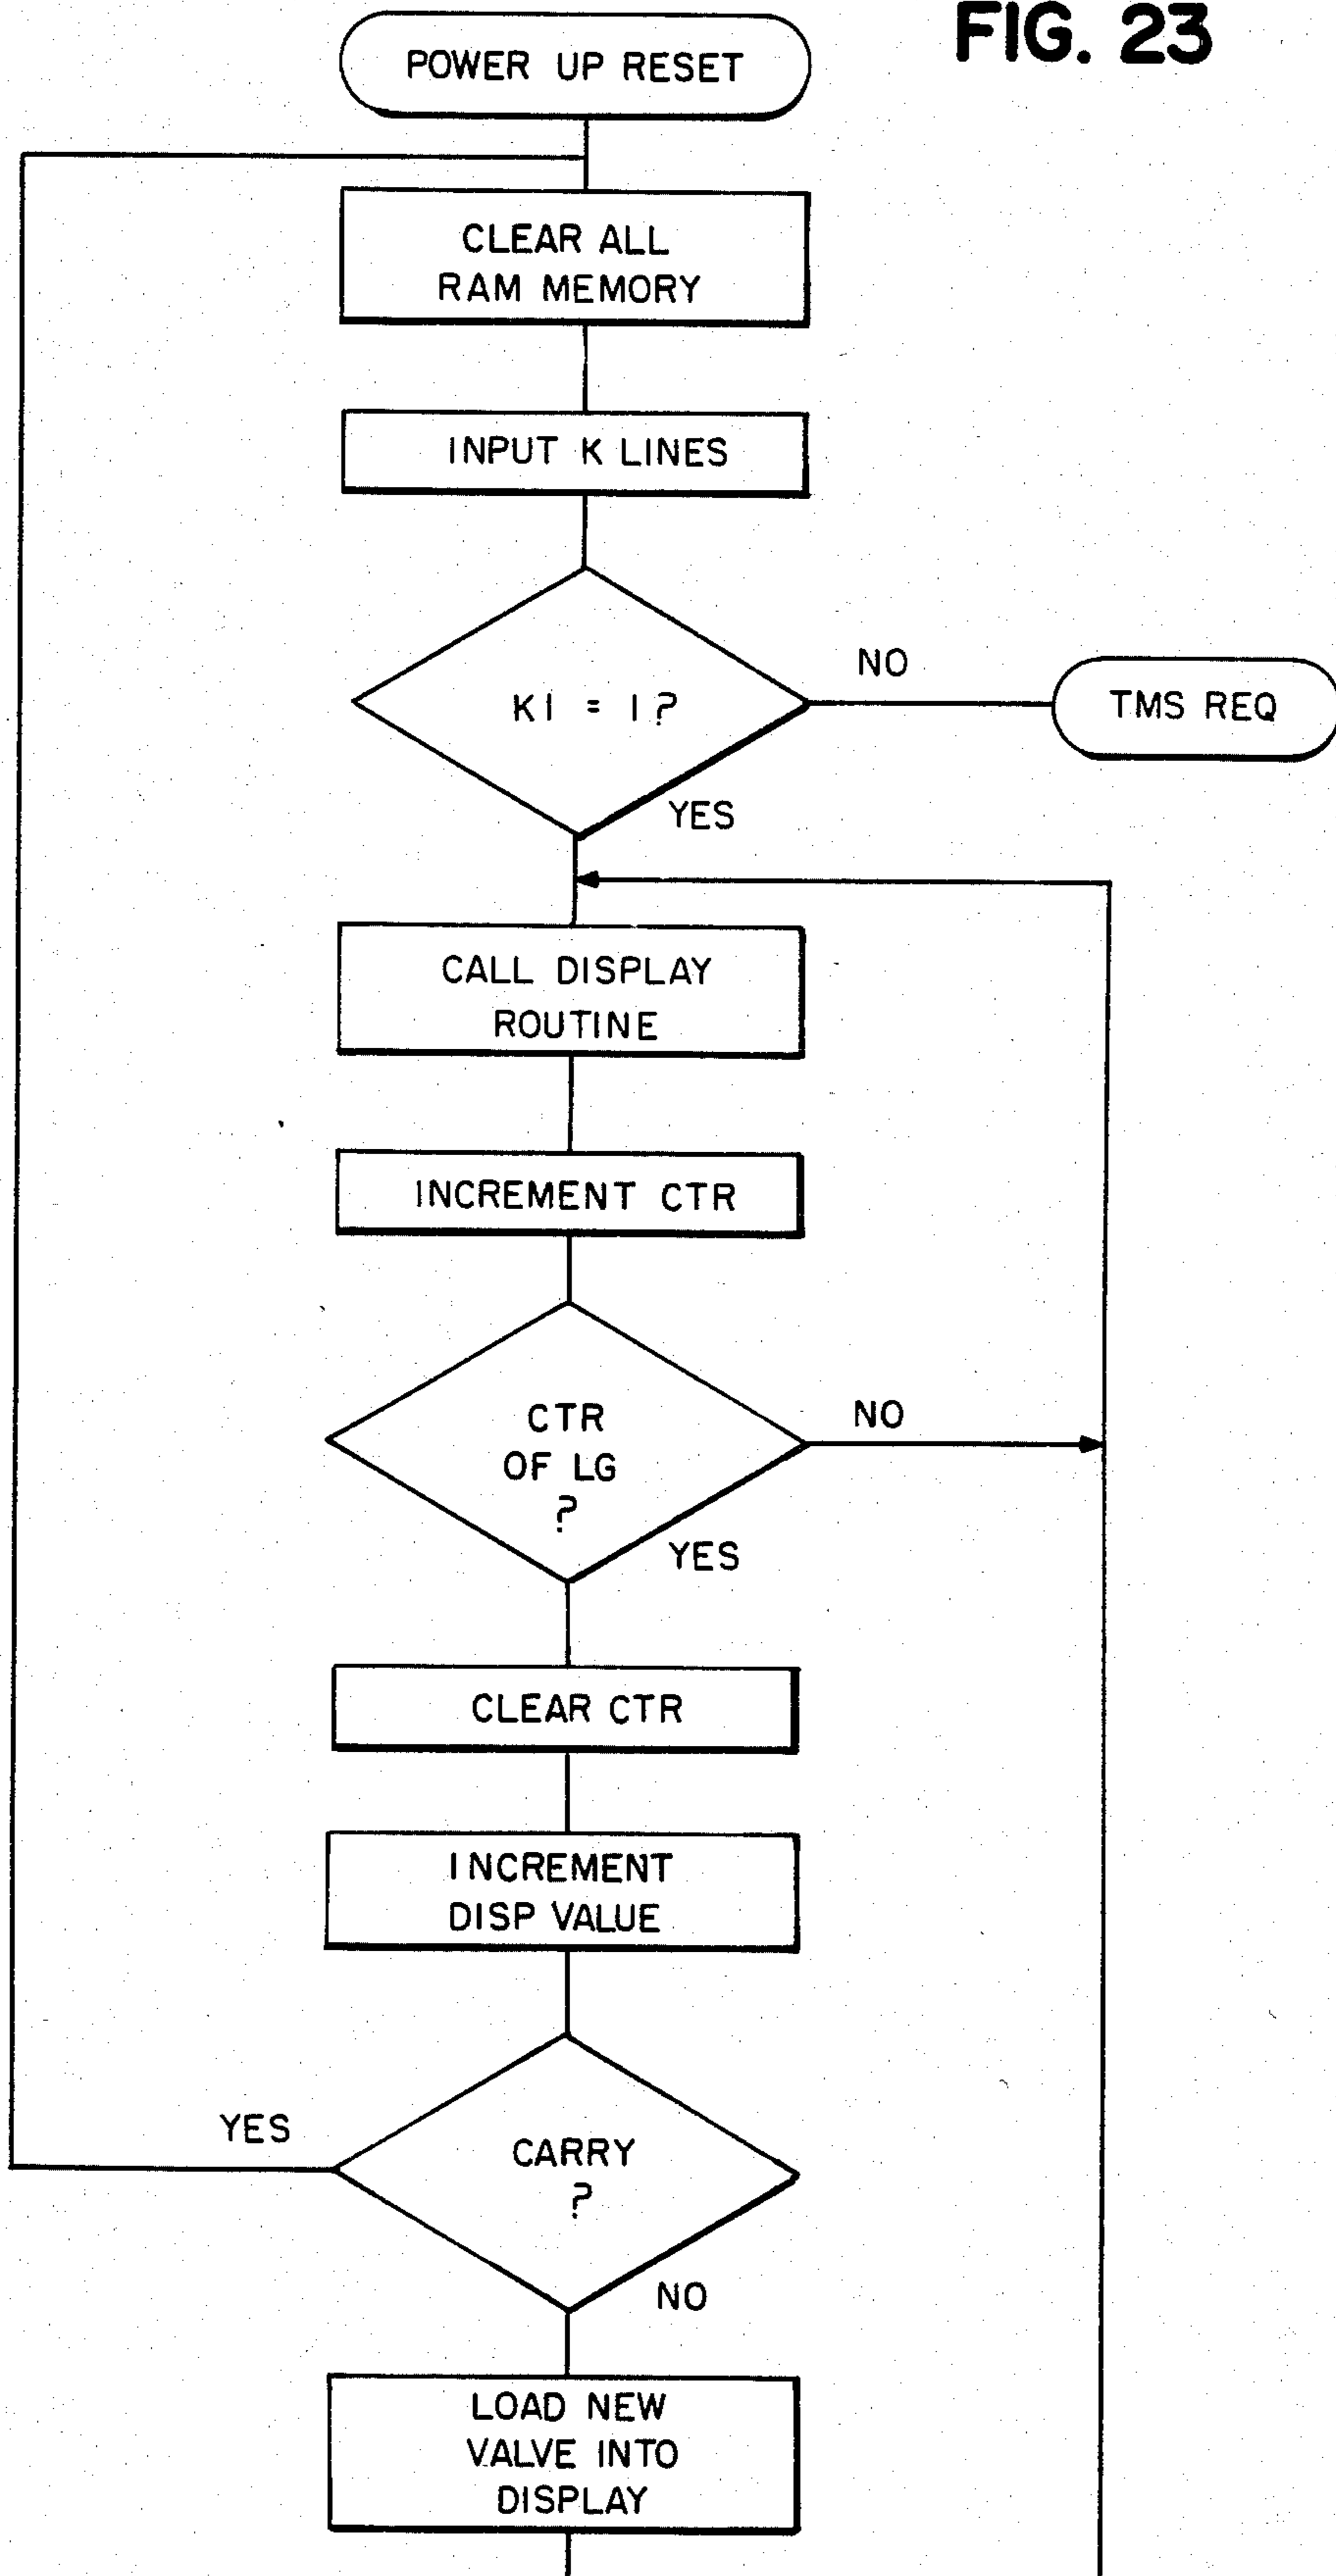 FIG. 23
POWER UP RESET
CLEAR ALL
RAM MEMORY
INPUT K LINES
K1 = 1?
NO
TMS REQ
YES
CALL DISPLAY
ROUTINE
INCREMENT CTR
CTR
OF LG
?
NO
YES
CLEAR CTR
INCREMENT
DISP VALUE
YES
CARRY
?
NO
LOAD NEW
VALVE INTO
DISPLAY